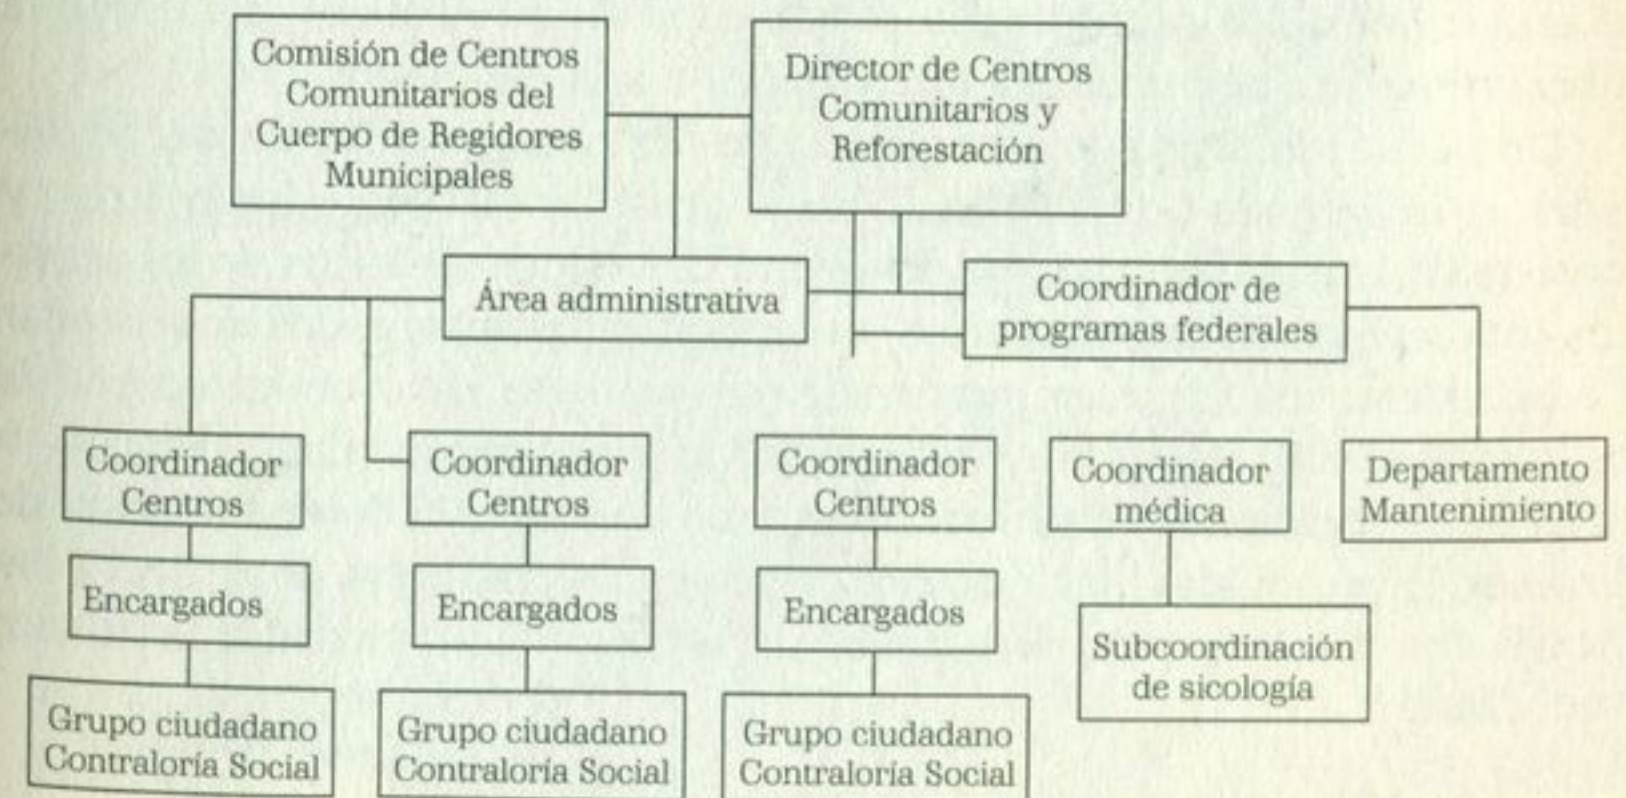 Comisión de Centros
Comunitarios del
Cuerpo de Regidores
Municipales
Director de Centros
Comunitarios y
Reforestación
Área administrativa
Coordinador de
programas federales
Coordinador
Centros
Coordinador
Centros
Coordinador
Centros
Coordinador
médica
Departamento
Mantenimiento
Encargados
Encargados
Encargados
Subcoordinación
de sicología
Grupo ciudadano
Contraloría Social
Grupo ciudadano
Contraloría Social
Grupo ciudadano
Contraloría Social